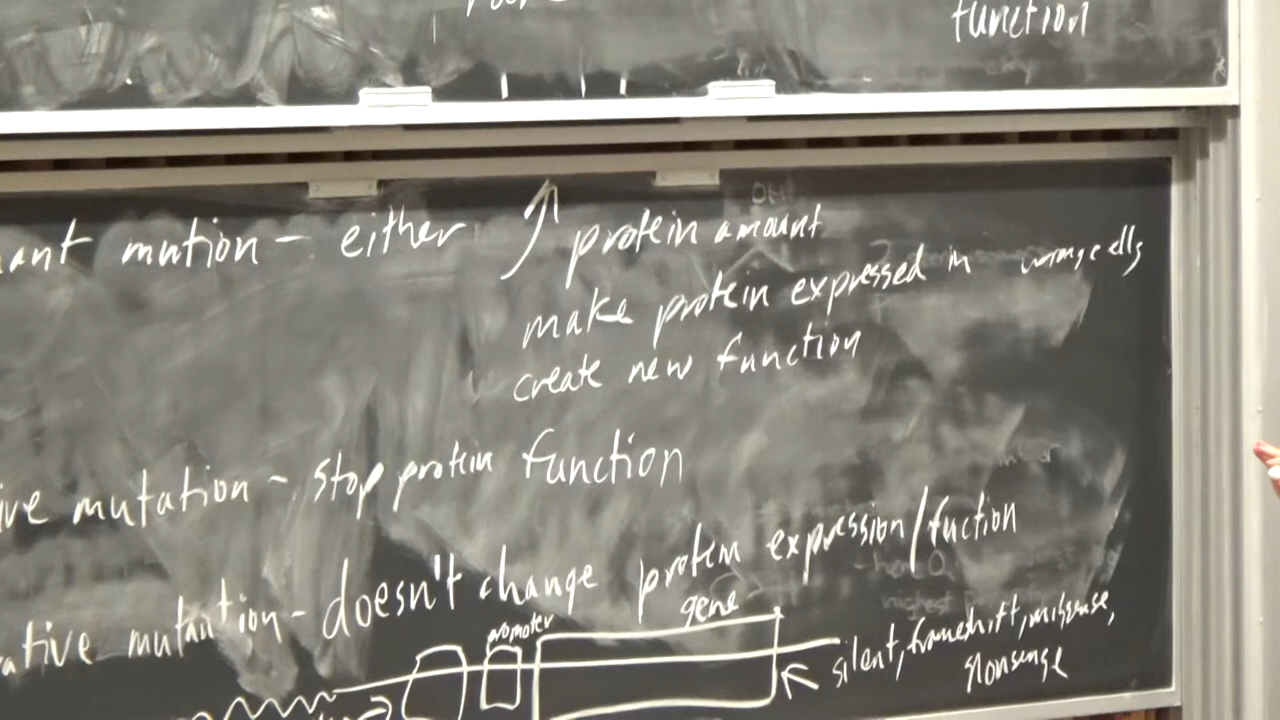 function
ant mution - either ↑ protein amount
make protein expressed in wrong cells
create new function
ive mutation - stop protein function
ative mutantion - doesn't change protein expression/fuction
gene
promoter
silent, frameshift, missense,
nonsense